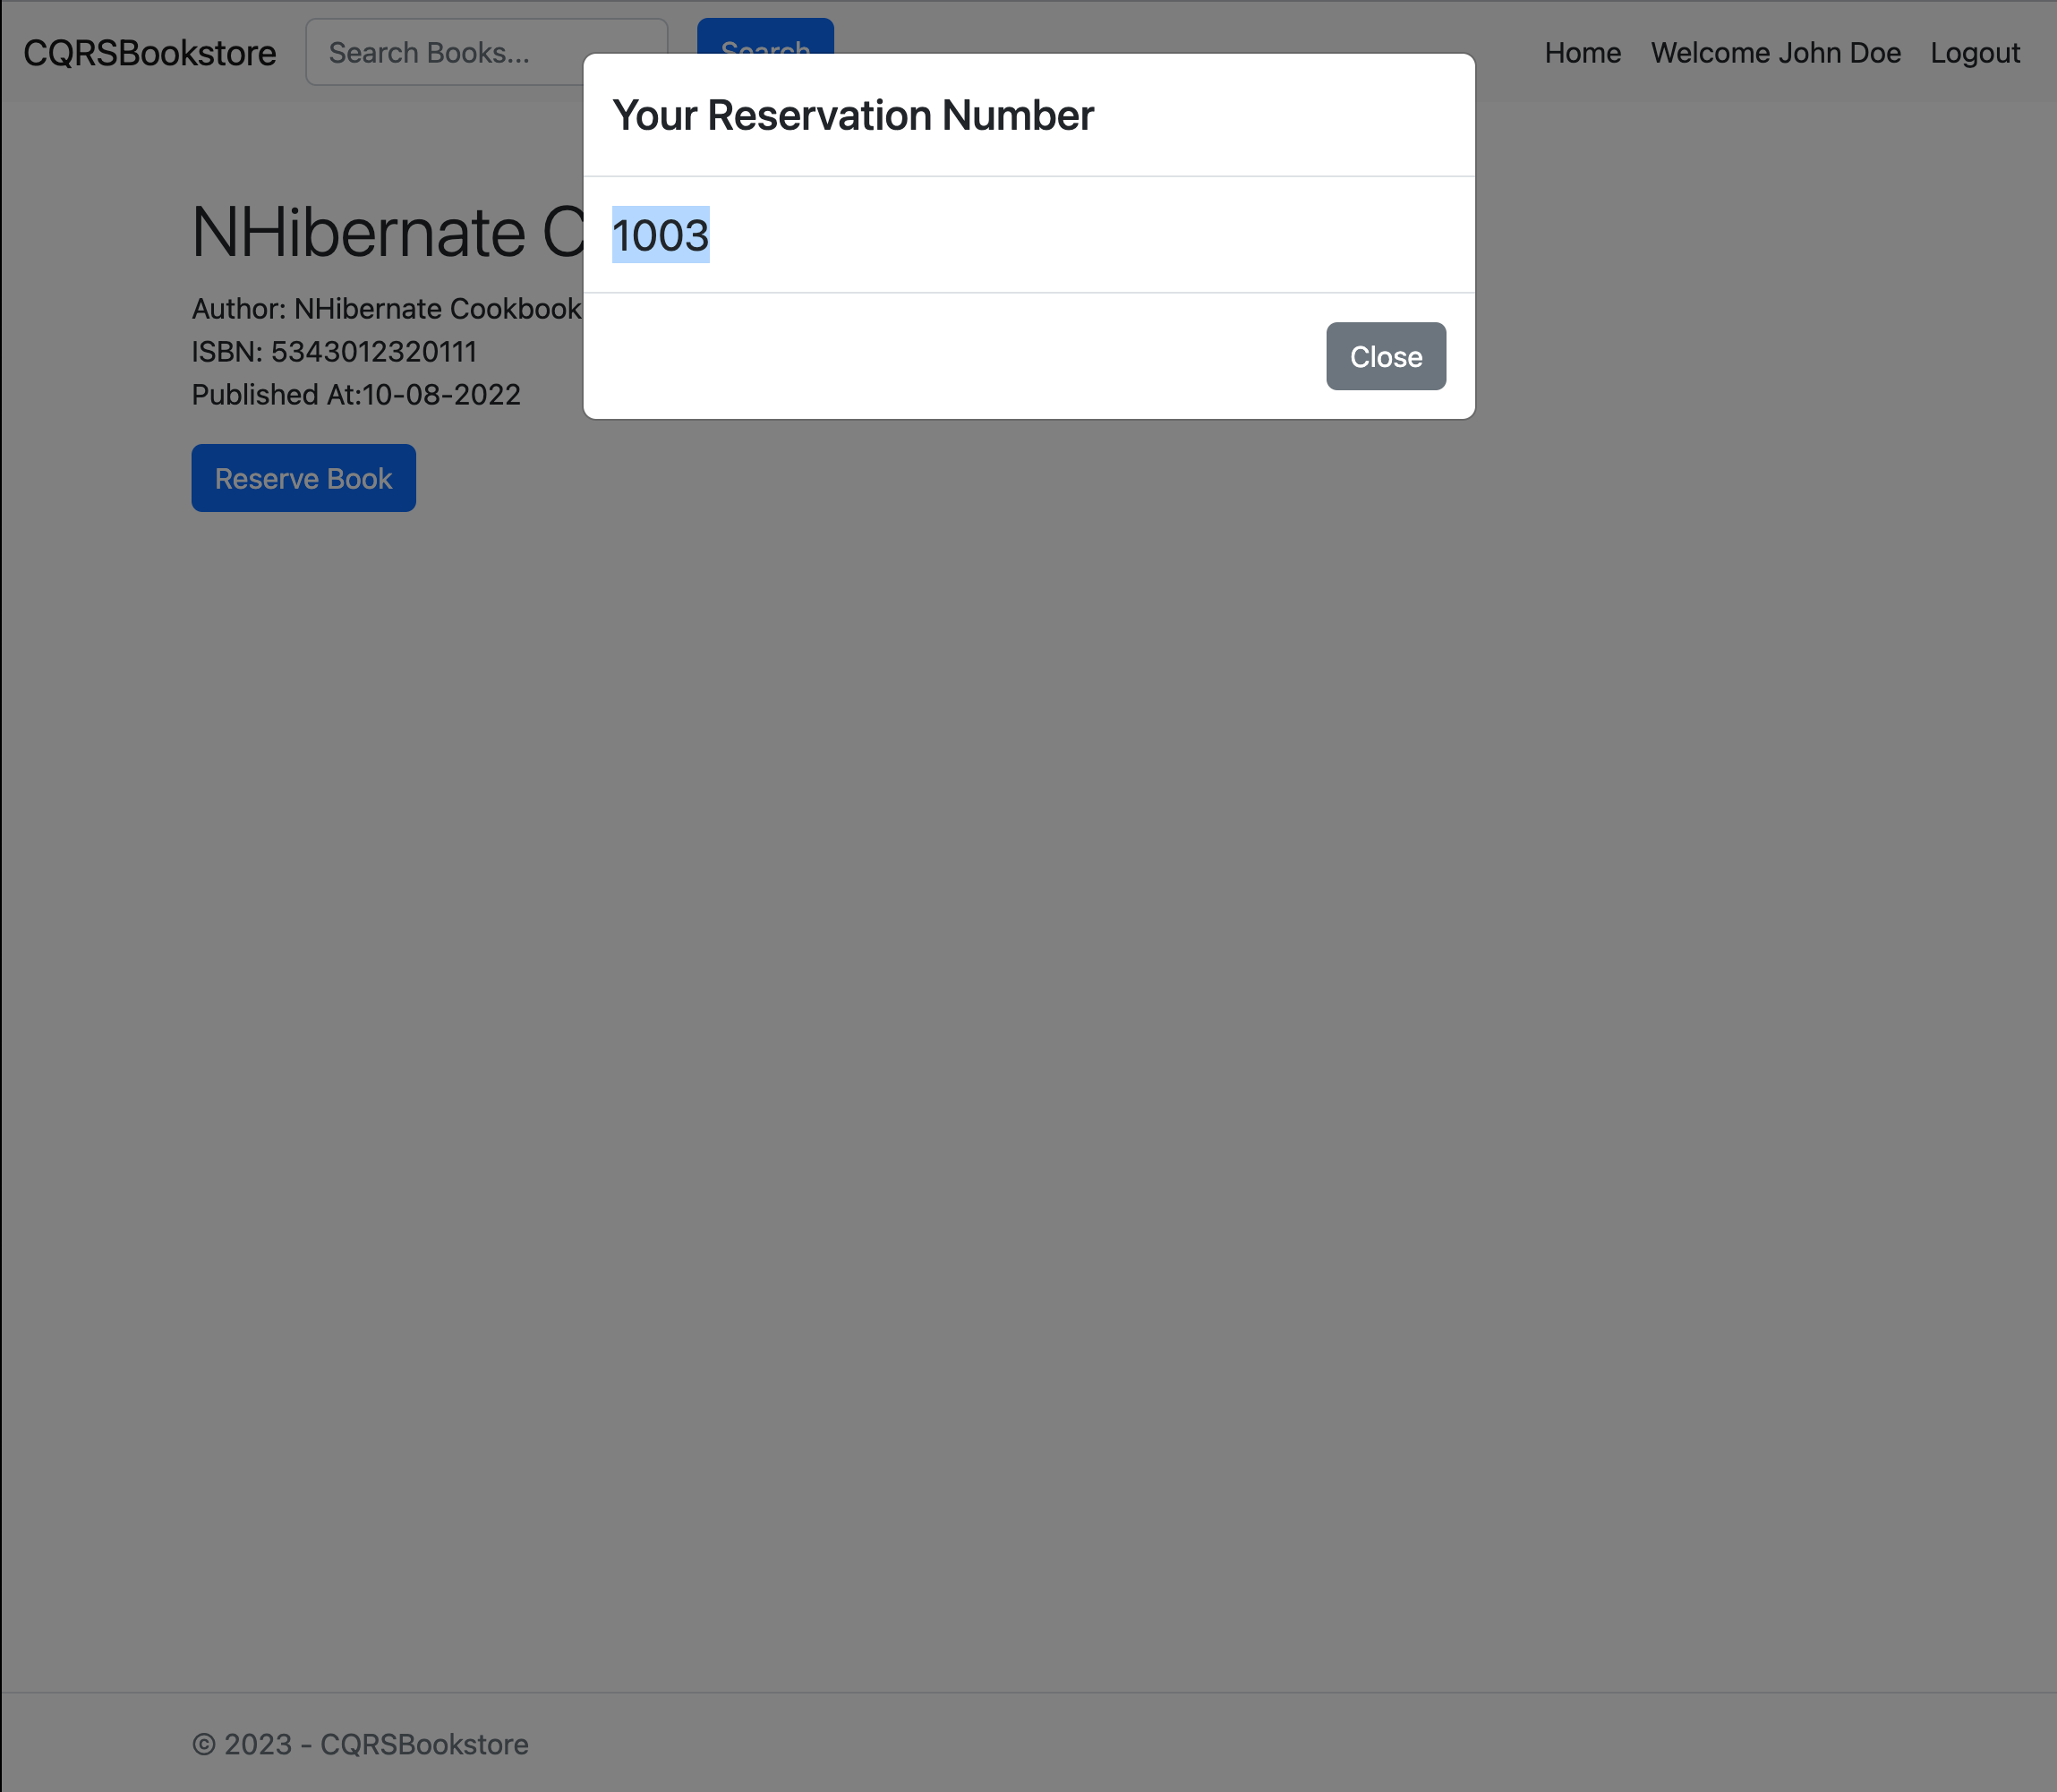 CQRSBookstore Search Books... Search Home Welcome John Doe Logout
Your Reservation Number
1003
Close
NHibernate C
Author: NHibernate Cookbook
ISBN: 5343012320111
Published At:10-08-2022
Reserve Book
© 2023 - CQRSBookstore